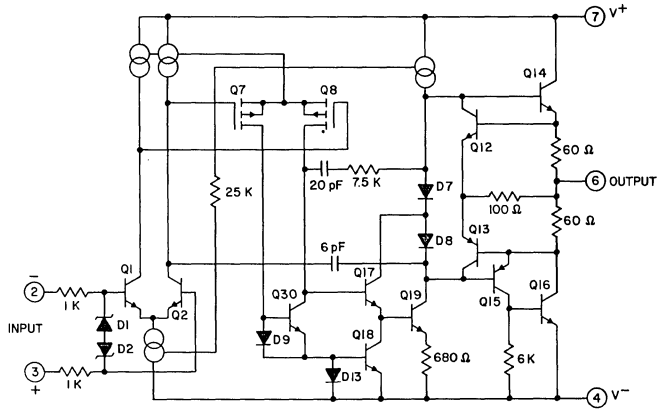 7 V+
Q14
Q7 Q8
Q12
60 Ω
20 pF 7.5 K
25 K
D7
6 OUTPUT
100 Ω
60 Ω
D8
Q13
6 pF
Q1
Q17
− 2
Q2
Q30
Q19
Q15
Q16
1 K
D1
INPUT
D2
D9
Q18
680 Ω
6 K
3 +
1 K
D13
4 V−